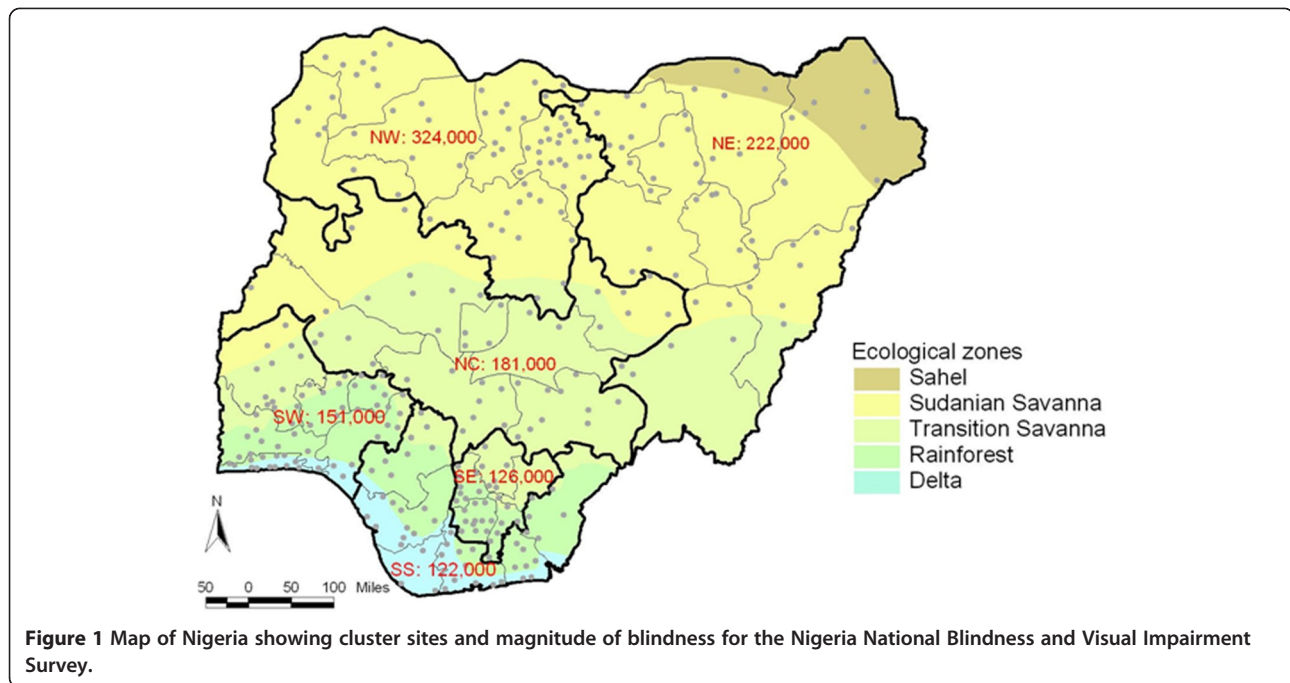 NW: 324,000
NE: 222,000
NC: 181,000
SW: 151,000
SE: 126,000
SS: 122,000
Ecological zones
Sahel
Sudanian Savanna
Transition Savanna
Rainforest
Delta
N
50 0 50 100 Miles
Figure 1 Map of Nigeria showing cluster sites and magnitude of blindness for the Nigeria National Blindness and Visual Impairment
Survey.